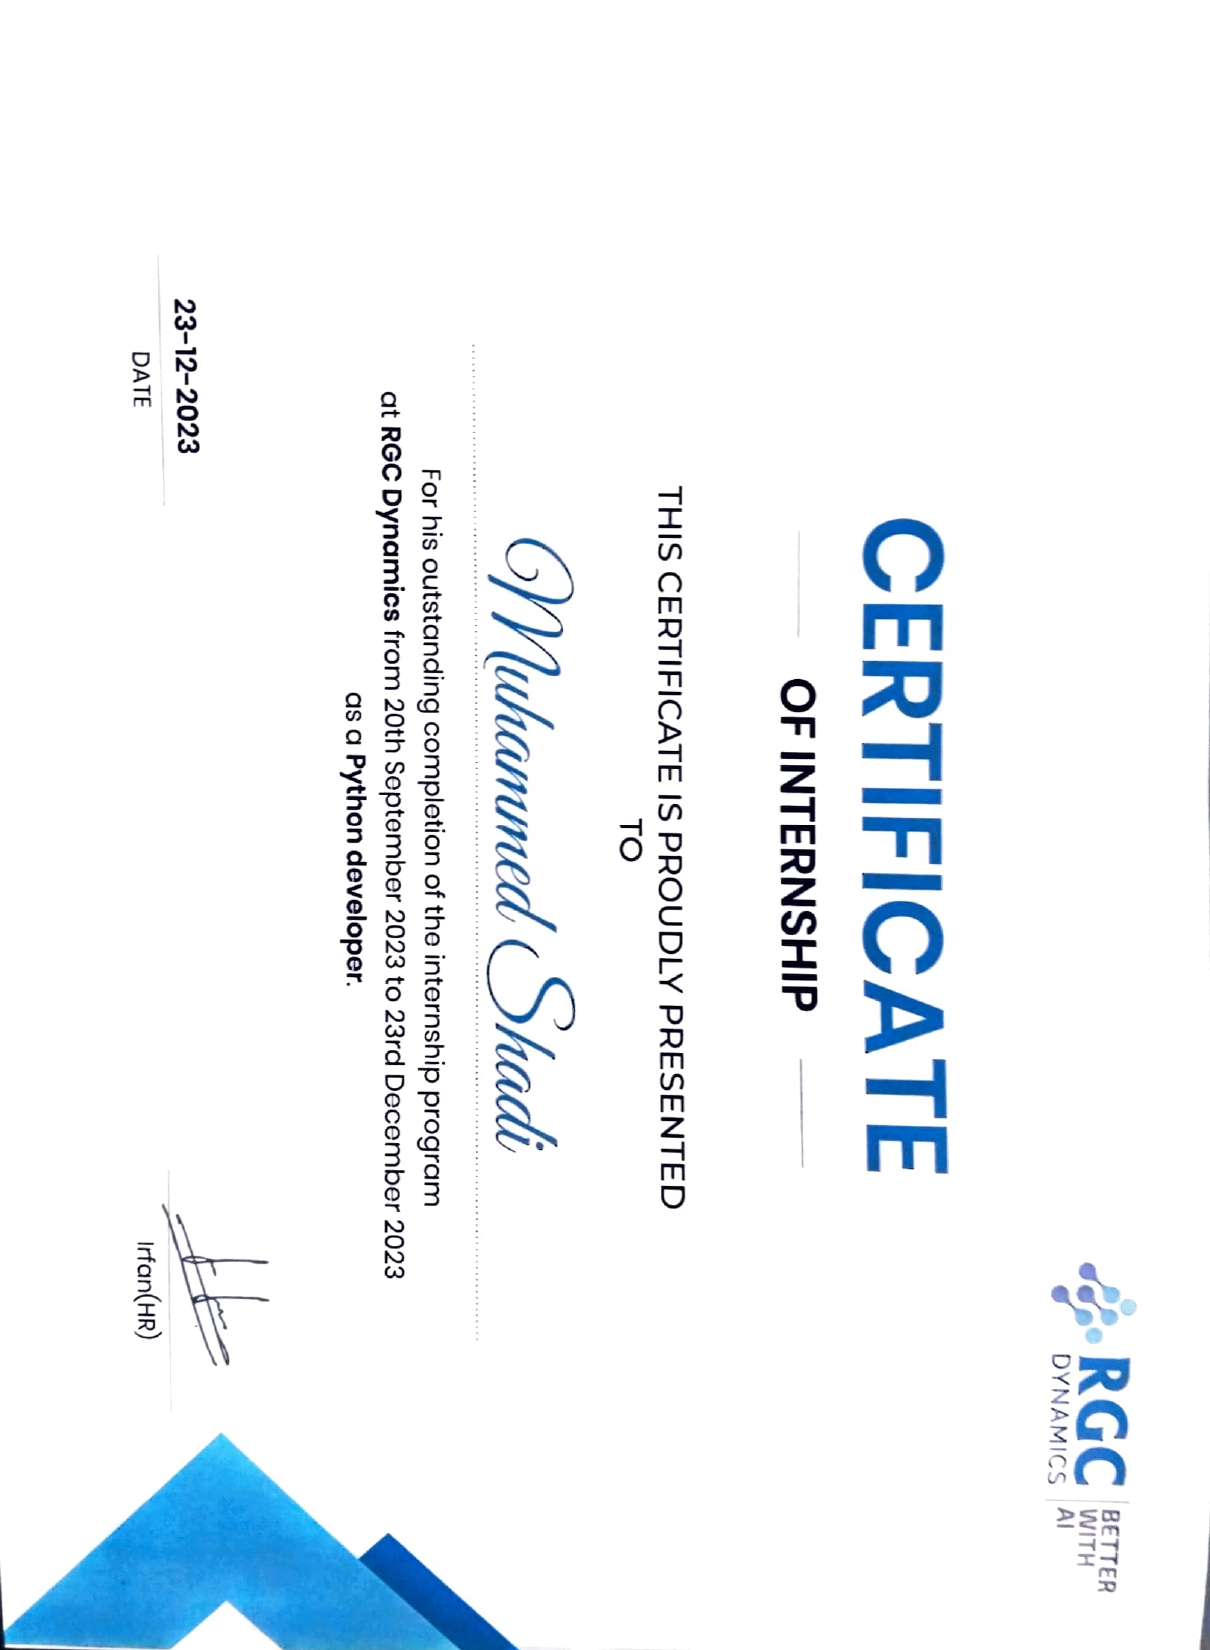 RGC
DYNAMICS
BETTER
WITH
AI
CERTIFICATE
OF INTERNSHIP
THIS CERTIFICATE IS PROUDLY PRESENTED
TO
Muhammed Shadi
For his outstanding completion of the internship program
at RGC Dynamics from 20th September 2023 to 23rd December 2023
as a Python developer.
23-12-2023
DATE
Irfan(HR)